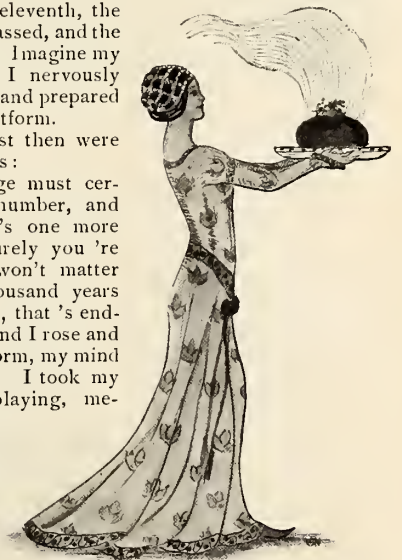 eleventh, the
assed, and the
Imagine my
I nervously
and prepared
tform.
st then were
s :
ge must cer-
number, and
's one more
urely you 're
won't matter
ousand years
, that 's end-
nd I rose and
orm, my mind
I took my
playing, me-